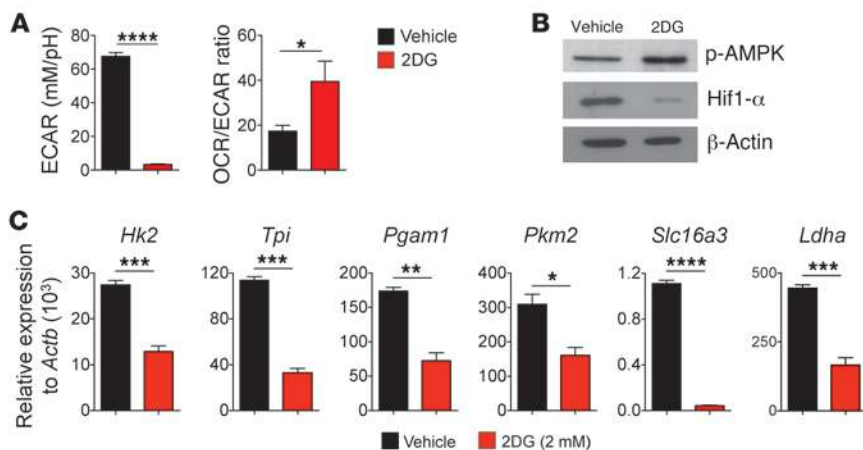 A
ECAR (mM/pH)
80
60
40
20
0
****
OCR/ECAR ratio
60
40
20
0
*
Vehicle
2DG
B
Vehicle 2DG
p-AMPK
Hif1-α
β-Actin
C
Relative expression
to Actb (10³)
Hk2
30
20
10
0
***
Tpi
120
80
40
0
***
Pgam1
200
150
100
50
0
**
Pkm2
400
300
200
100
0
*
Slc16a3
1.2
0.8
0.4
0.0
****
Ldha
500
250
0
***
Vehicle 2DG (2 mM)